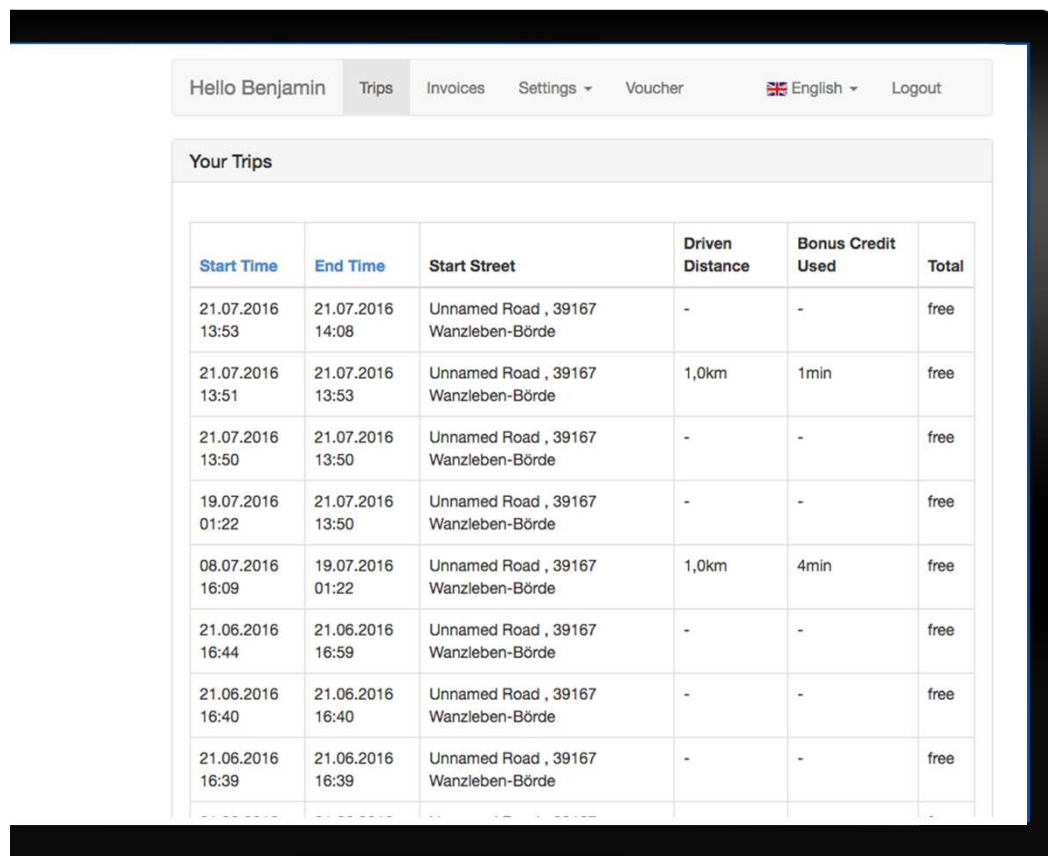 Hello Benjamin Trips Invoices Settings Voucher English Logout
Your Trips
Driven Bonus Credit
Start Time End Time Start Street Distance Used Total
21.07.2016 21.07.2016 Unnamed Road , 39167 - - free
13:53 14:08 Wanzleben-Börde
21.07.2016 21.07.2016 Unnamed Road , 39167 1,0km 1min free
13:51 13:53 Wanzleben-Börde
21.07.2016 21.07.2016 Unnamed Road , 39167 - - free
13:50 13:50 Wanzleben-Börde
19.07.2016 21.07.2016 Unnamed Road , 39167 - - free
01:22 13:50 Wanzleben-Börde
08.07.2016 19.07.2016 Unnamed Road , 39167 1,0km 4min free
16:09 01:22 Wanzleben-Börde
21.06.2016 21.06.2016 Unnamed Road , 39167 - - free
16:44 16:59 Wanzleben-Börde
21.06.2016 21.06.2016 Unnamed Road , 39167 - - free
16:40 16:40 Wanzleben-Börde
21.06.2016 21.06.2016 Unnamed Road , 39167 - - free
16:39 16:39 Wanzleben-Börde